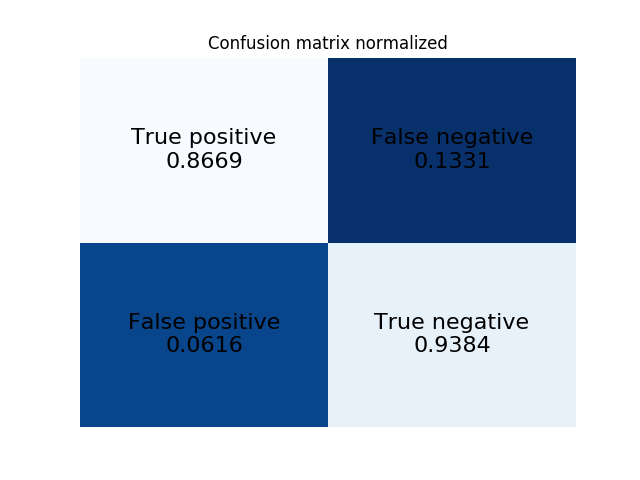 Confusion matrix normalized
True positive
0.8669
False negative
0.1331
False positive
0.0616
True negative
0.9384